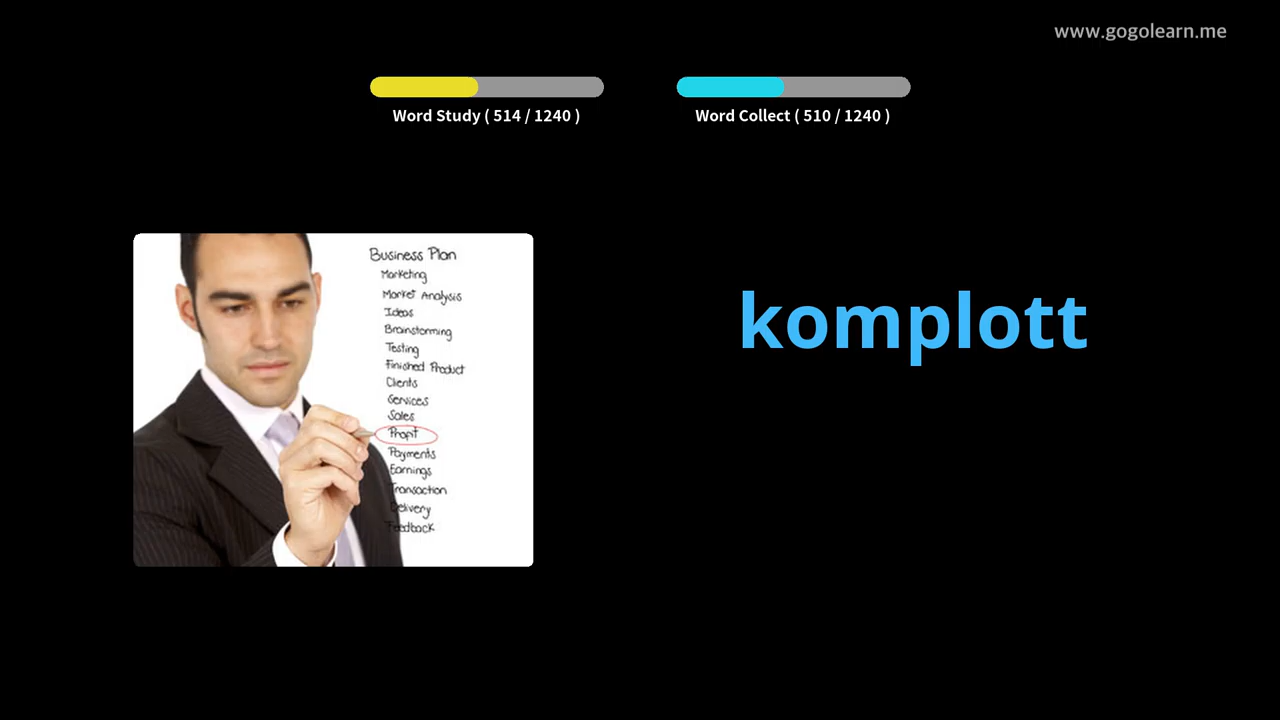 www.gogolearn.me
Word Study ( 514 / 1240 )
Word Collect ( 510 / 1240 )
Business Plan
Marketing
Market Analysis
Ideas
Brainstorming
Testing
Finished Product
Clients
Services
Sales
Profit
Payments
Earnings
Transaction
Delivery
Feedback
komplott